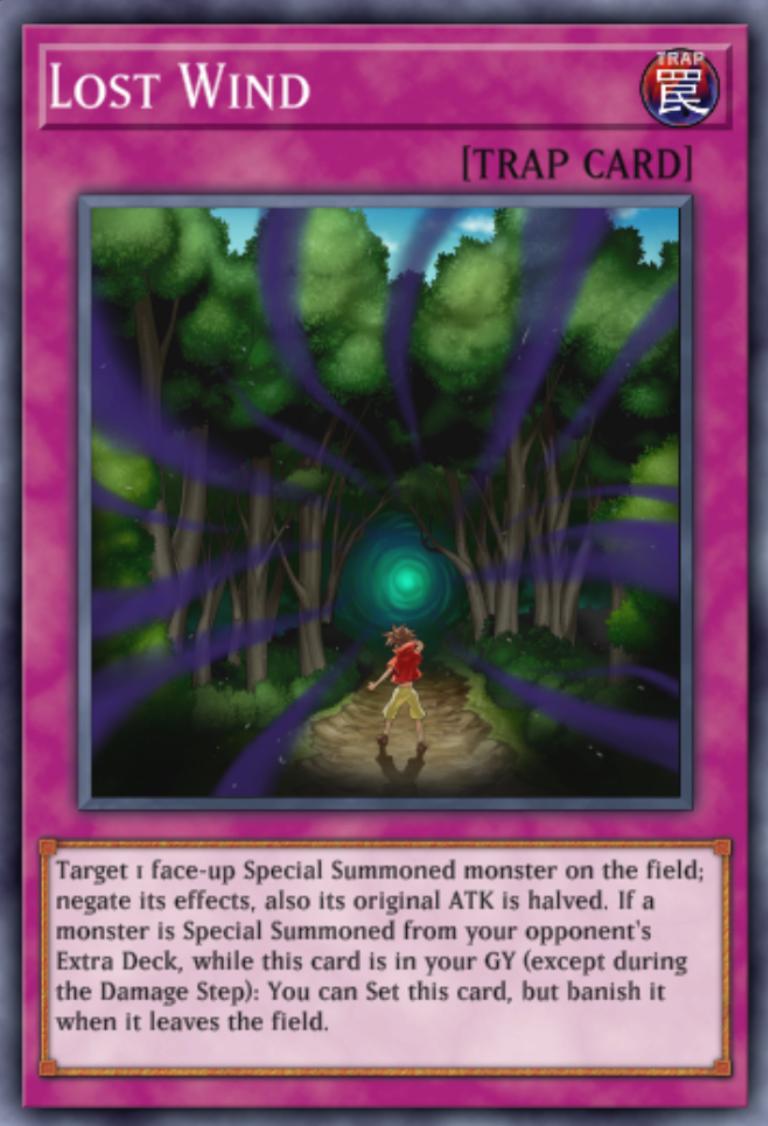 LOST WIND
TRAP
罠
[TRAP CARD]
Target 1 face-up Special Summoned monster on the field;
negate its effects, also its original ATK is halved. If a
monster is Special Summoned from your opponent's
Extra Deck, while this card is in your GY (except during
the Damage Step): You can Set this card, but banish it
when it leaves the field.